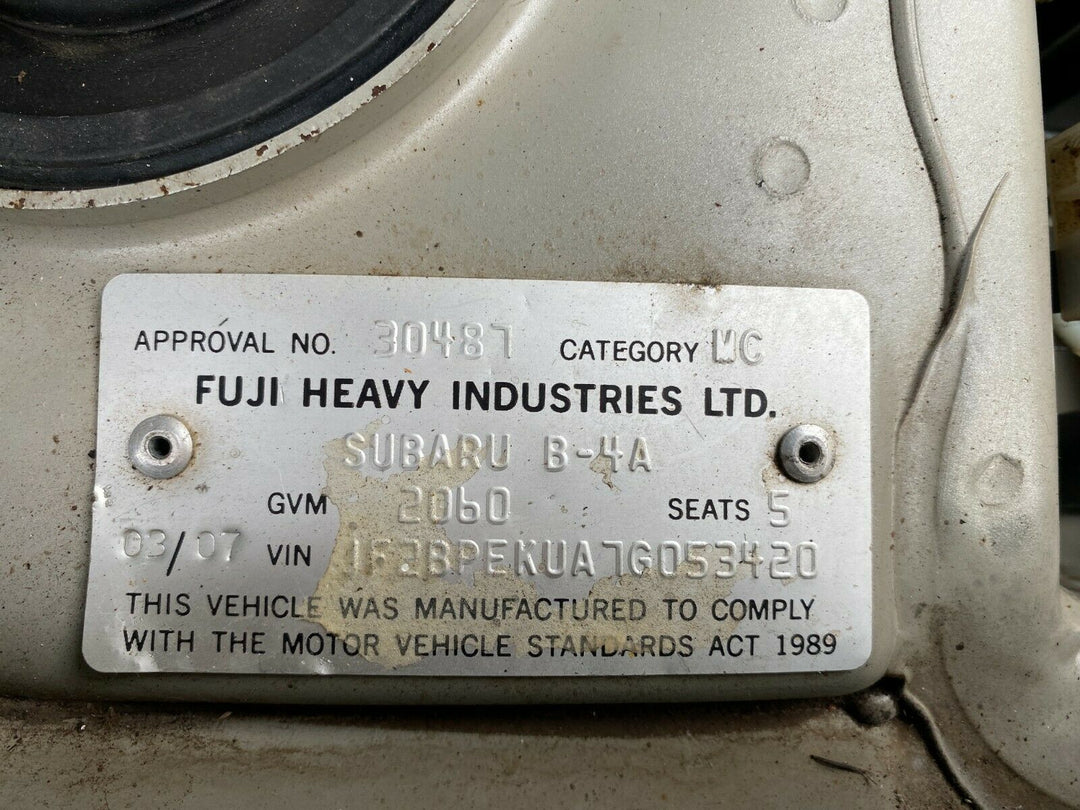 APPROVAL NO. 30487 CATEGORY MC
FUJI HEAVY INDUSTRIES LTD.
SUBARU B-4A
GVM 2060 SEATS 5
03/07 VIN JF2BPEKUA7G053420
THIS VEHICLE WAS MANUFACTURED TO COMPLY
WITH THE MOTOR VEHICLE STANDARDS ACT 1989